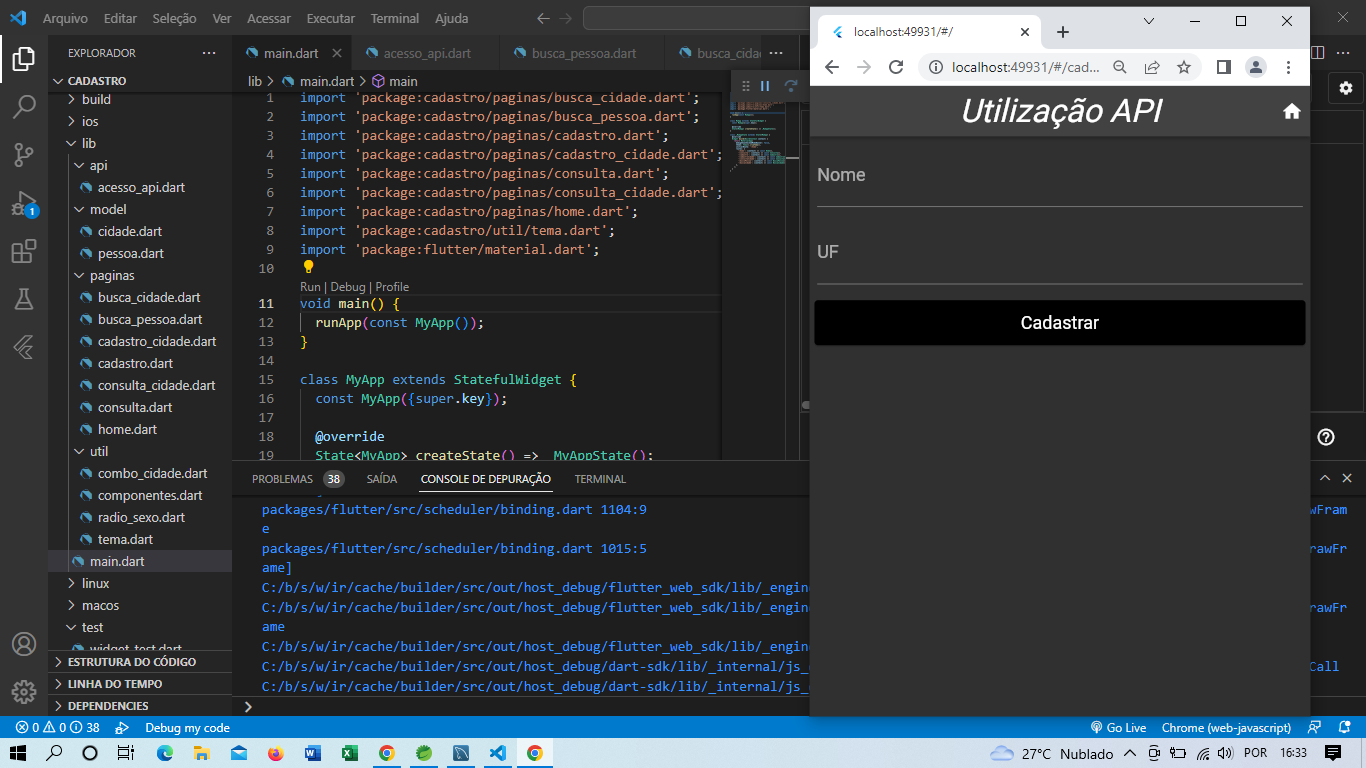 Arquivo Editar Seleção Ver Acessar Executar Terminal Ajuda
EXPLORADOR
CADASTRO
build
ios
lib
api
acesso_api.dart
model
cidade.dart
pessoa.dart
paginas
busca_cidade.dart
busca_pessoa.dart
cadastro_cidade.dart
cadastro.dart
consulta_cidade.dart
consulta.dart
home.dart
util
combo_cidade.dart
componentes.dart
radio_sexo.dart
tema.dart
main.dart
linux
macos
test
widget_test.dart
ESTRUTURA DO CÓDIGO
LINHA DO TEMPO
DEPENDENCIES
1
main.dart acesso_api.dart busca_pessoa.dart busca_cida
lib > main.dart > main
1 import 'package:cadastro/paginas/busca_cidade.dart';
2 import 'package:cadastro/paginas/busca_pessoa.dart';
3 import 'package:cadastro/paginas/cadastro.dart';
4 import 'package:cadastro/paginas/cadastro_cidade.dart';
5 import 'package:cadastro/paginas/consulta.dart';
6 import 'package:cadastro/paginas/consulta_cidade.dart';
7 import 'package:cadastro/paginas/home.dart';
8 import 'package:cadastro/util/tema.dart';
9 import 'package:flutter/material.dart';
10
Run | Debug | Profile
11 void main() {
12 runApp(const MyApp());
13 }
14
15 class MyApp extends StatefulWidget {
16 const MyApp({super.key});
17
18 @override
19 State<MyApp> createState() => _MyAppState();
PROBLEMAS 38 SAÍDA CONSOLE DE DEPURAÇÃO TERMINAL
packages/flutter/src/scheduler/binding.dart 1104:9 wFram
e
packages/flutter/src/scheduler/binding.dart 1015:5 rawFr
ame]
C:/b/s/w/ir/cache/builder/src/out/host_debug/flutter_web_sdk/lib/_engin
C:/b/s/w/ir/cache/builder/src/out/host_debug/flutter_web_sdk/lib/_engin rawFr
ame
C:/b/s/w/ir/cache/builder/src/out/host_debug/flutter_web_sdk/lib/_engin
C:/b/s/w/ir/cache/builder/src/out/host_debug/dart-sdk/lib/_internal/js_ Call
C:/b/s/w/ir/cache/builder/src/out/host_debug/dart-sdk/lib/_internal/js_
localhost:49931/#/
localhost:49931/#/cad...
Utilização API
Nome
UF
Cadastrar
0 0 38 Debug my code Go Live Chrome (web-javascript)
27°C Nublado POR 16:33